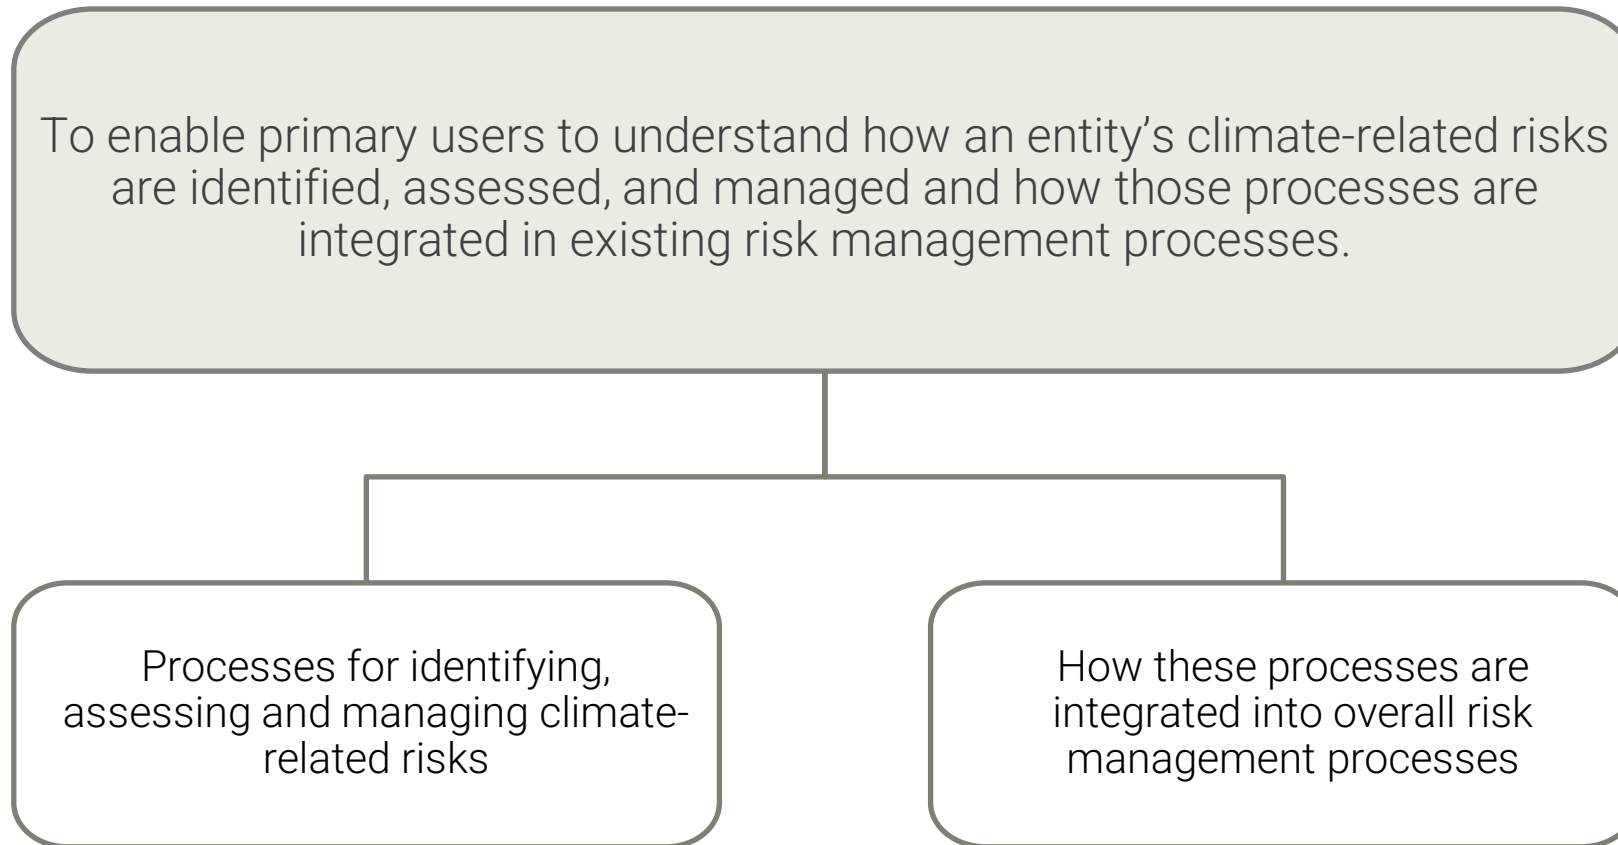 To enable primary users to understand how an entity’s climate-related risks
are identified, assessed, and managed and how those processes are
integrated in existing risk management processes.
Processes for identifying,
assessing and managing climate-
related risks
How these processes are
integrated into overall risk
management processes